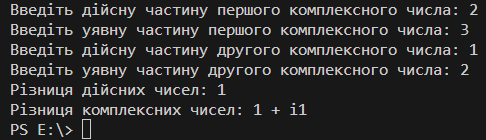 Введіть дійсну частину першого комплексного числа: 2
Введіть уявну частину першого комплексного числа: 3
Введіть дійсну частину другого комплексного числа: 1
Введіть уявну частину другого комплексного числа: 2
Різниця дійсних чисел: 1
Різниця комплексних чисел: 1 + i1
PS E:\>